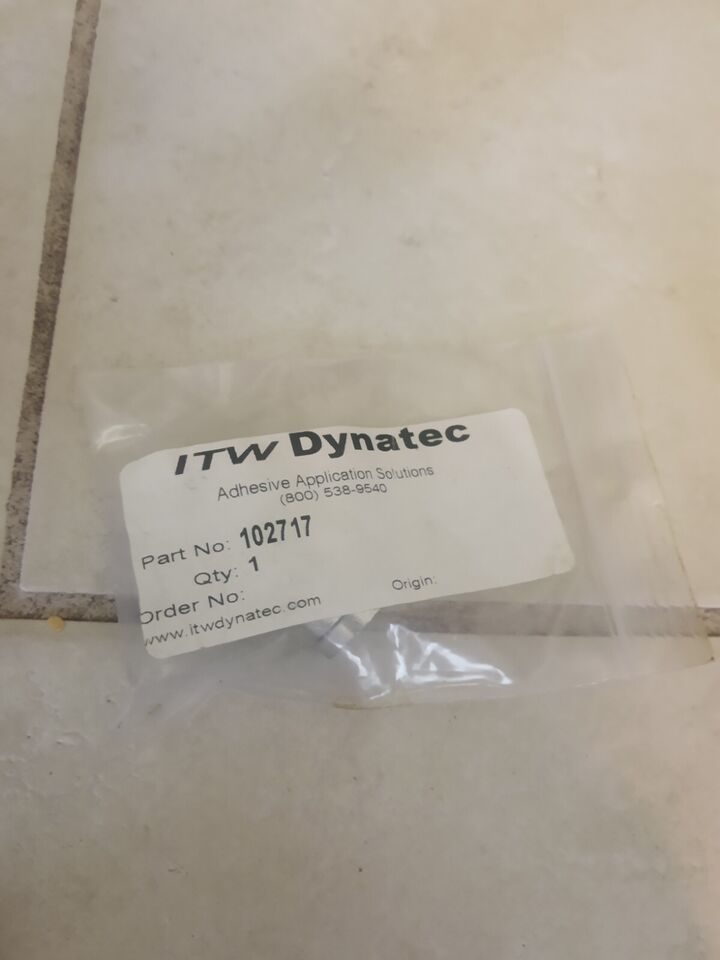 ITW Dynatec
Adhesive Application Solutions
(800) 538-9540
Part No: 102717
Qty: 1
Order No:
Origin:
www.itwdynatec.com